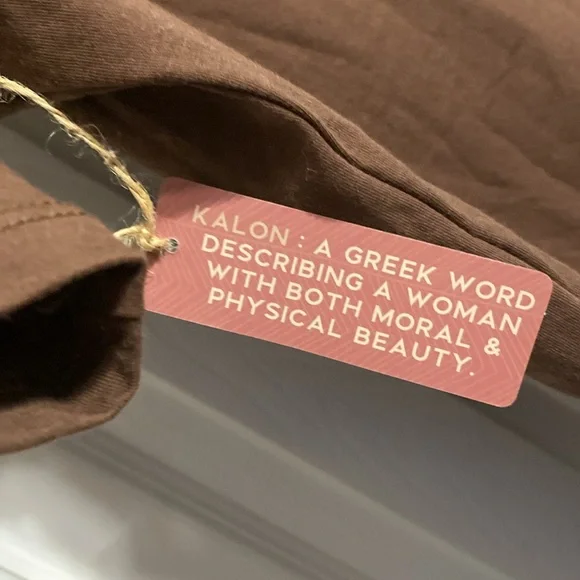 KALON : A GREEK WORD
DESCRIBING A WOMAN
WITH BOTH MORAL &
PHYSICAL BEAUTY.